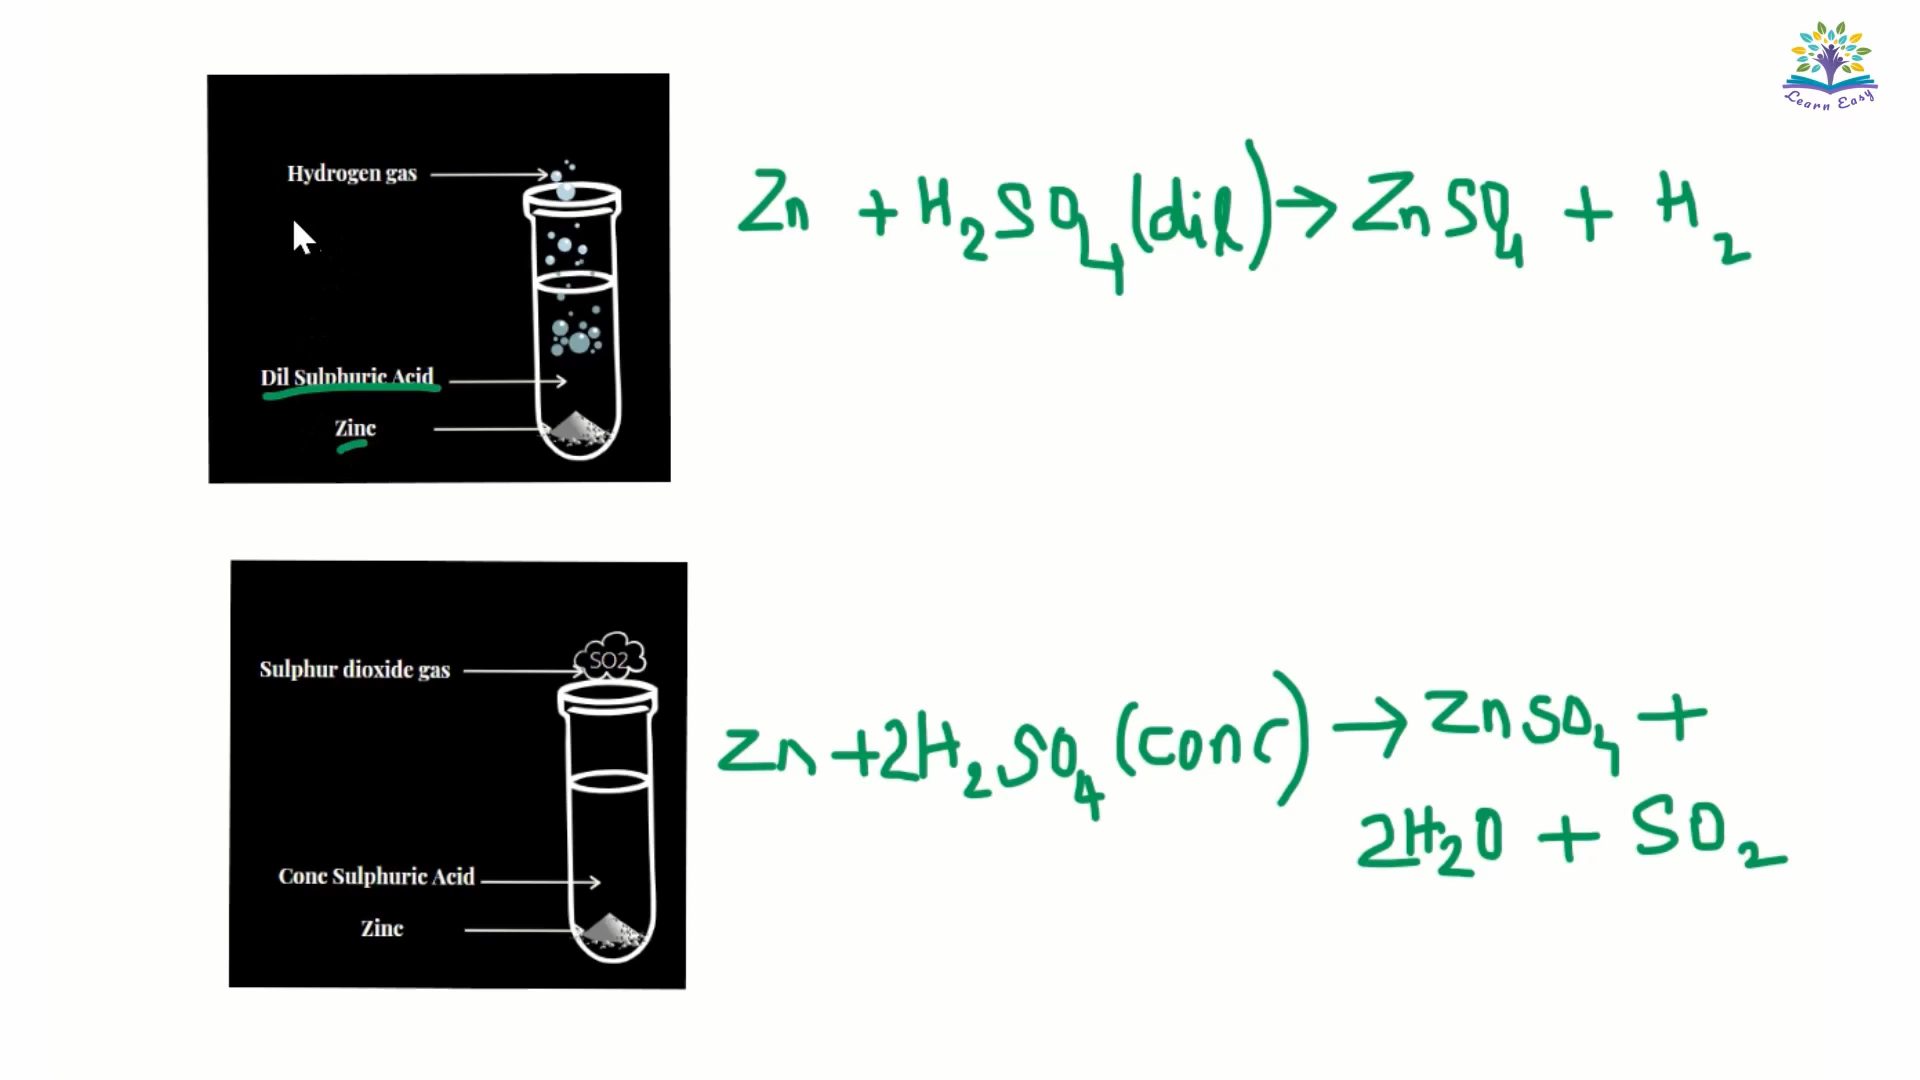 Learn Easy
Hydrogen gas
Dil Sulphuric Acid
Zinc
Zn + H2SO4 (dil) → ZnSO4 + H2
Sulphur dioxide gas
SO2
Conc Sulphuric Acid
Zinc
Zn + 2H2SO4 (conc) → ZnSO4 +
2H2O + SO2